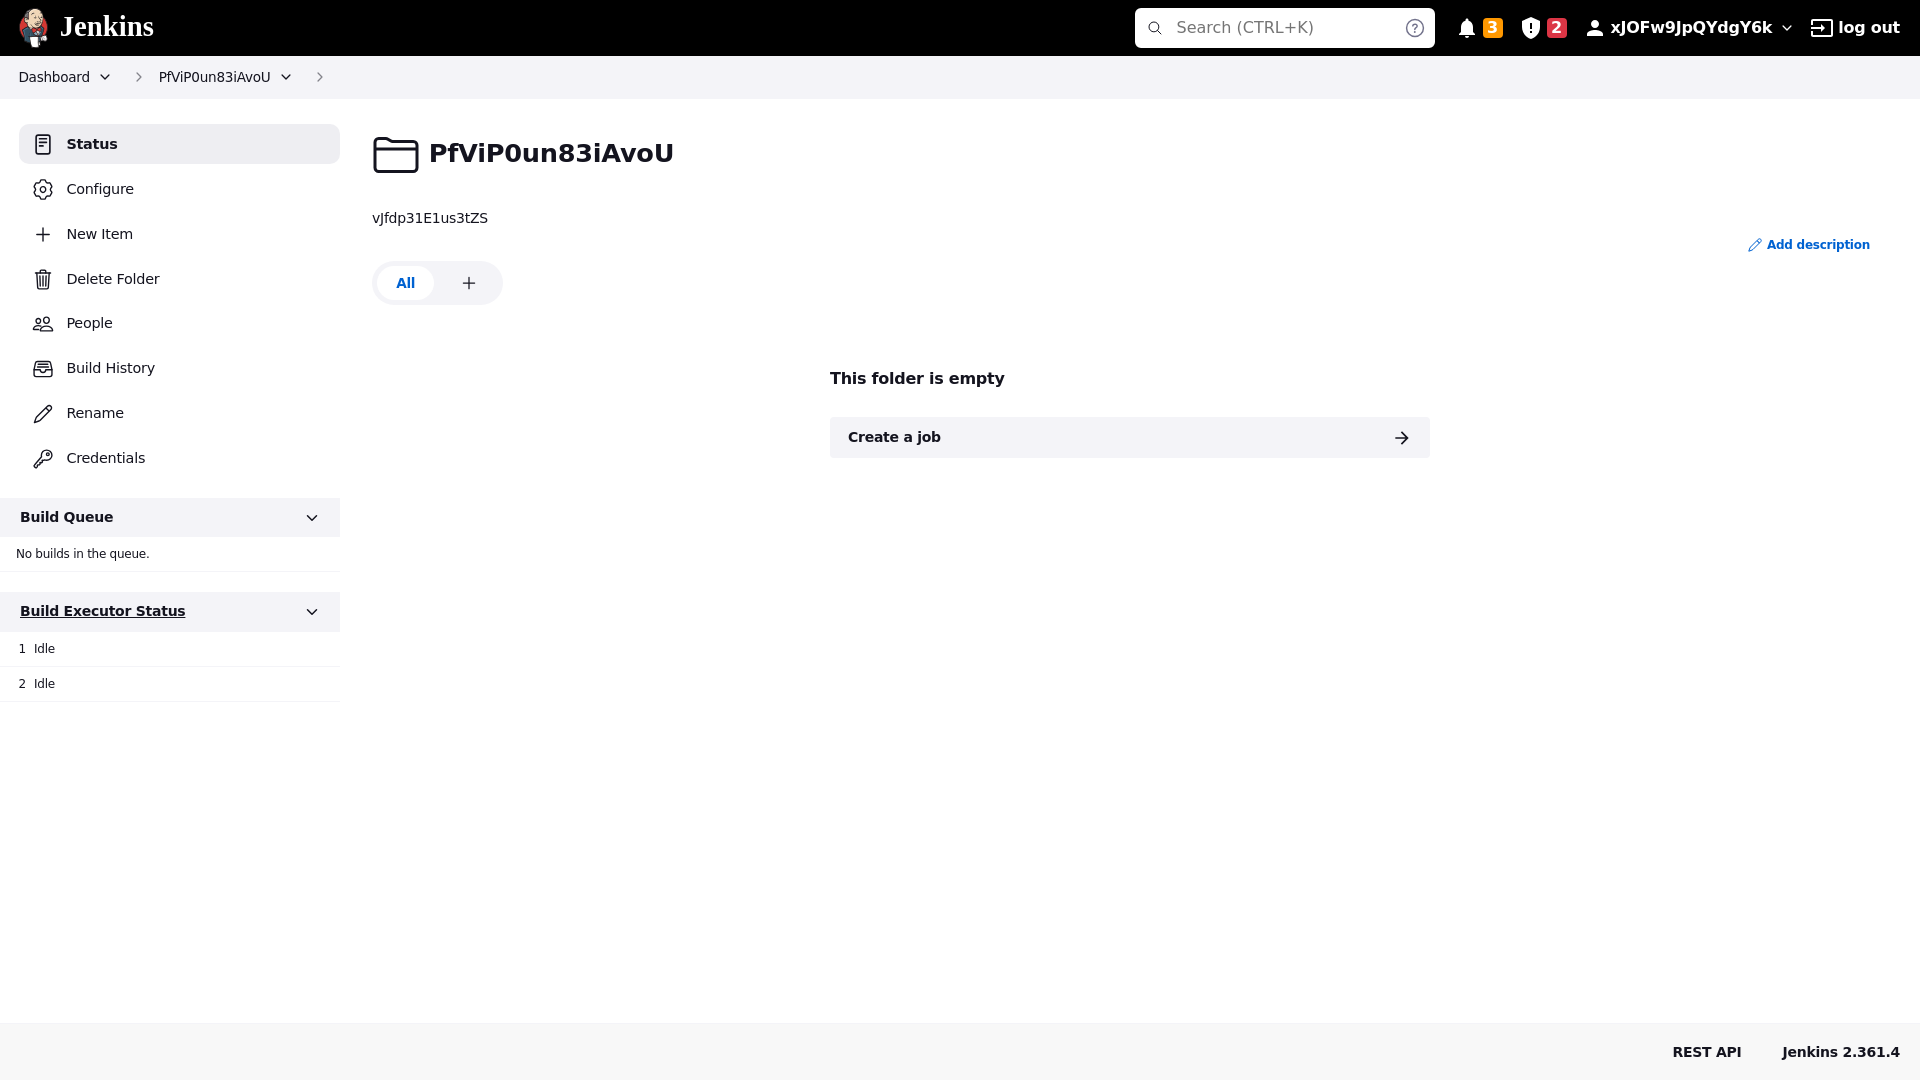 Jenkins
Search (CTRL+K)
3
2
xJOFw9JpQYdgY6k
log out
Dashboard
PfViP0un83iAvoU
Status
Configure
New Item
Delete Folder
People
Build History
Rename
Credentials
Build Queue
No builds in the queue.
Build Executor Status
1 Idle
2 Idle
PfViP0un83iAvoU
vJfdp31E1us3tZS
Add description
All
This folder is empty
Create a job
REST API
Jenkins 2.361.4